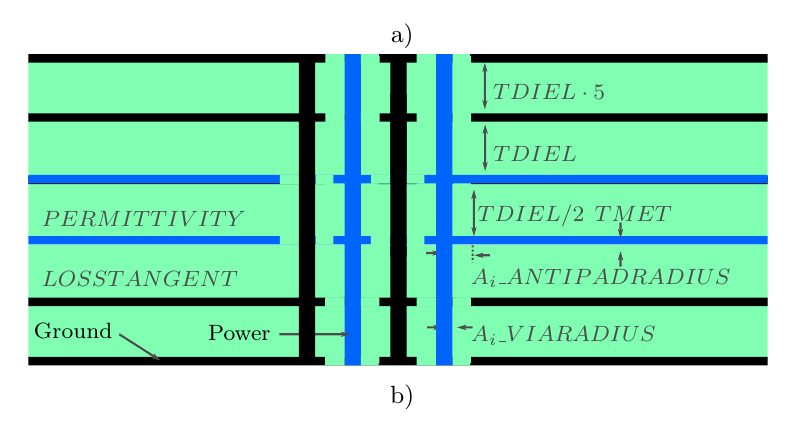 a)
TDIEL · 5
TDIEL
PERMITTIVITY
TDIEL/2 TMET
LOSSTANGENT
A_i_ANTIPADRADIUS
Ground
Power
A_i_VIARADIUS
b)